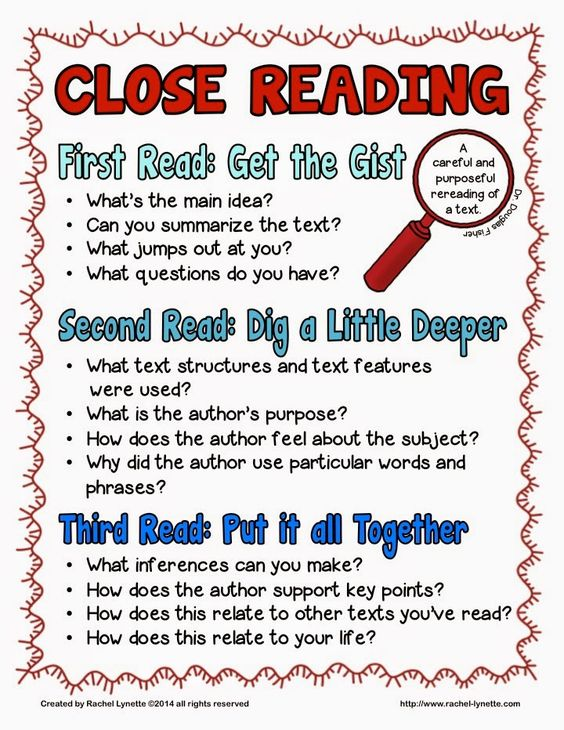 CLOSE READING
First Read: Get the Gist
• What's the main idea?
• Can you summarize the text?
• What jumps out at you?
• What questions do you have?
A
careful and
purposeful
rereading of
a text.
Dr. Douglas Fisher
Second Read: Dig a Little Deeper
• What text structures and text features
were used?
• What is the author's purpose?
• How does the author feel about the subject?
• Why did the author use particular words and
phrases?
Third Read: Put it all Together
• What inferences can you make?
• How does the author support key points?
• How does this relate to other texts you've read?
• How does this relate to your life?
Created by Rachel Lynette ©2014 all rights reserved
http://www.rachel-lynette.com